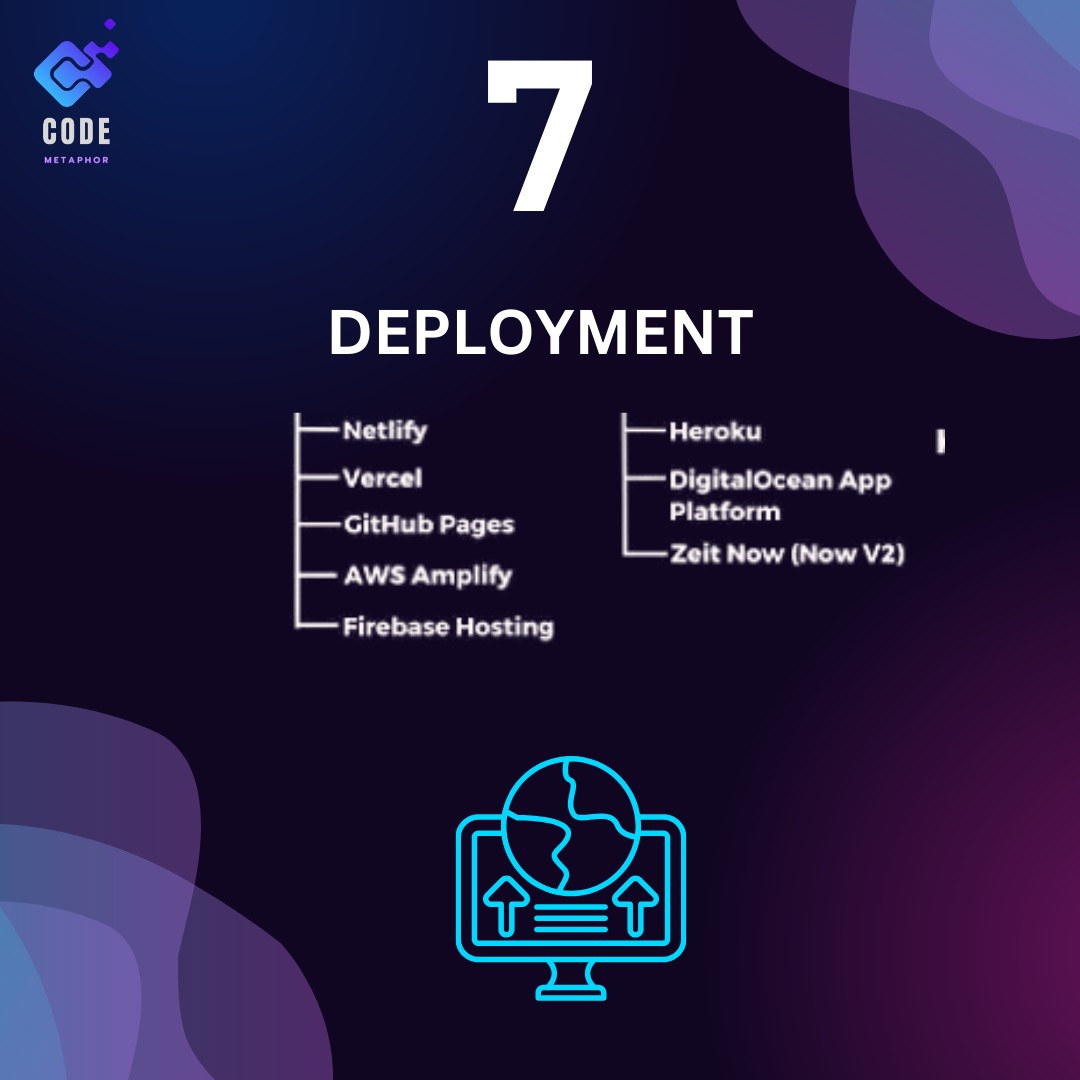 CODE
METAPHOR
7
DEPLOYMENT
Netlify
Vercel
GitHub Pages
AWS Amplify
Firebase Hosting
Heroku
DigitalOcean App
Platform
Zeit Now (Now V2)